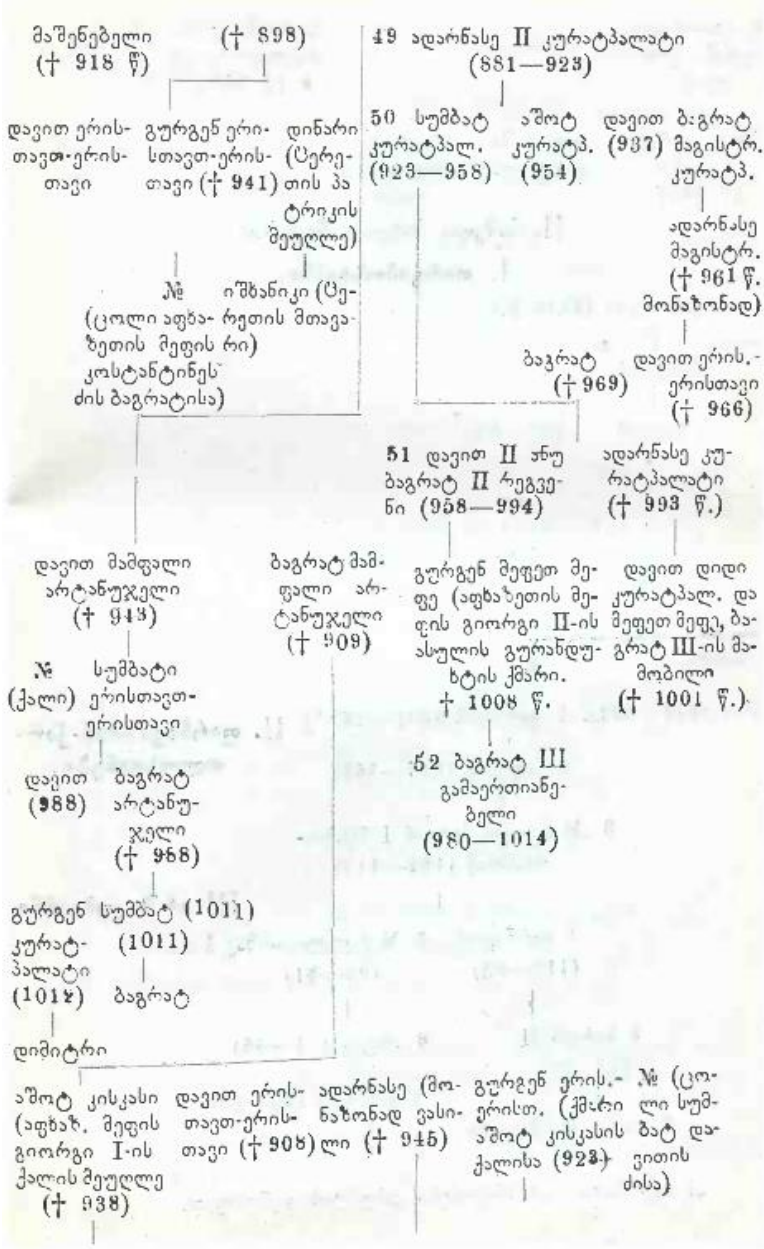 მაშენებელი
(† 918 წ)
(† 898)
49 ადარნასე II კურატპალატი
(881—923)
დავით ერის-
თავთ-ერის-
თავი
გურგენ ერი-
სთავთ-ერის-
თავი († 941)
დინარი
(ცერე-
თის პა-
ტრიკის
მეუღლე)
50 სუმბატ
კურატპალ.
(923—958)
აშოტ
კურატპ.
(954)
დავით
(937)
ბაგრატ
მაგისტრ.
კურატპ.
ადარნასე
მაგისტრ.
(† 961 წ.
მონაზონად)
№
(ცოლი აფხა-
ზეთის მეფის
კოსტანტინეს
ძის ბაგრატისა)
იშხანიკი (ცე-
რეთის მთავა-
რი)
ბაგრატ
(† 969)
დავით ერის.-
ერისთავი
(† 966)
51 დავით II ანუ
ბაგრატ II რეგვე-
ნი (958—994)
ადარნასე კუ-
რატპალატი
(† 993 წ.)
დავით მამფალი
არტანუჯელი
(† 943)
ბაგრატ მამ-
ფალი არ-
ტანუჯელი
(† 909)
გურგენ მეფეთ მე-
ფე (აფხაზეთის მე-
ფის გიორგი II-ის
ასულის გურანდუ-
ხტის ქმარი.
† 1008 წ.
დავით დიდი
კურატპალ. და
მეფეთ მეფე, ბა-
გრატ III-ის მა-
მობილი
(† 1001 წ.)
№
(ქალი)
სუმბატი
ერისთავთ-
ერისთავი
დავით
(988)
ბაგრატ
არტანუ-
ჯელი
(† 988)
52 ბაგრატ III
გამაერთიანე-
ბელი
(980—1014)
გურგენ
კურატ-
პალატი
(1012)
სუმბატ (1011)
(1011)
ბაგრატ
დიმიტრი
აშოტ კისკასი
(აფხაზ. მეფის
გიორგი I-ის
ქალის მეუღლე
(† 938)
დავით ერის-
თავთ-ერის-
თავი († 908)
ადარნასე (მო-
ნაზონად ვასი-
ლი († 945)
გურგენ ერის.-
ერისთ. (ქმარი
აშოტ კისკასის
ქალისა (923)
№ (ცო-
ლი სუმ-
ბატ და-
ვითის
ძისა)